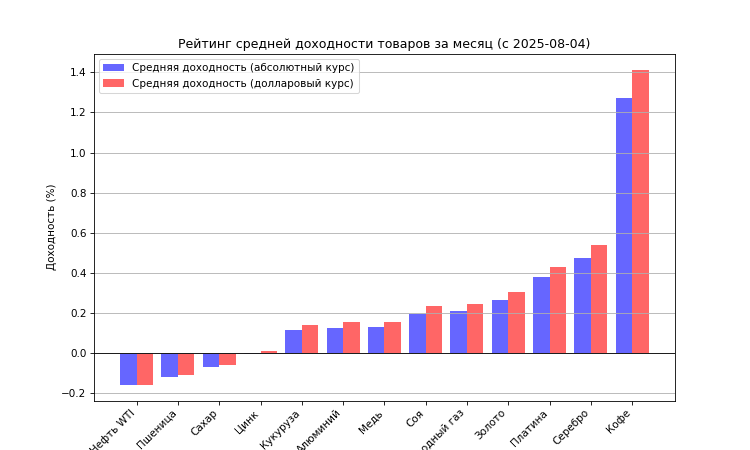 Рейтинг средней доходности товаров за месяц (с 2025-08-04)
Средняя доходность (абсолютный курс)
Средняя доходность (долларовый курс)
Доходность (%)
1.4
1.2
1.0
0.8
0.6
0.4
0.2
0.0
−0.2
Нефть WTI
Пшеница
Сахар
Цинк
Кукуруза
Алюминий
Медь
Соя
газ
Золото
Платина
Серебро
Кофе